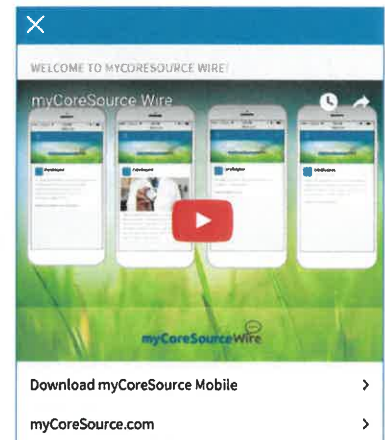 WELCOME TO MYCORESOURCE WIRE!
myCoreSource Wire
myCoreSourceWire
Download myCoreSource Mobile
myCoreSource.com